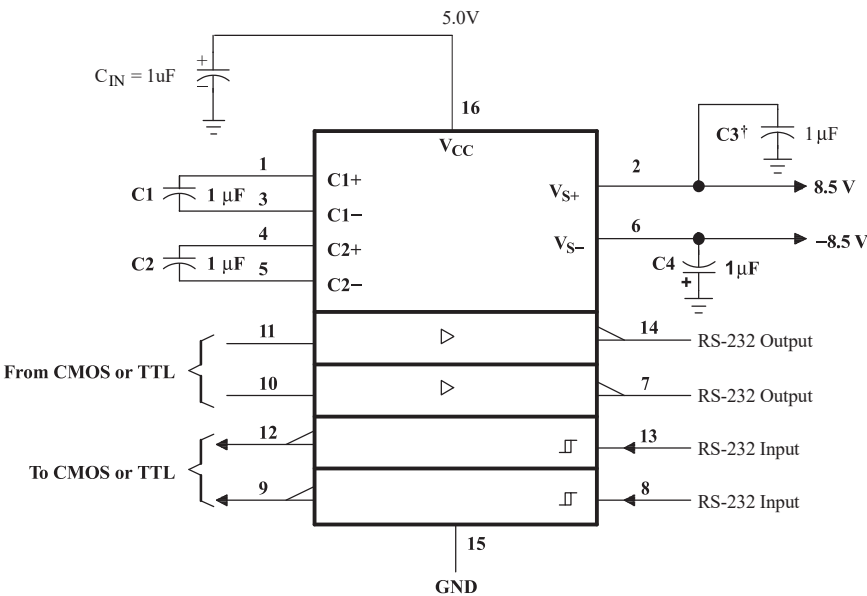 5.0V
C_IN = 1uF
+
−
16
V_CC
C3†
1 µF
1
C1+
2
C1
1 µF
V_S+
8.5 V
3
C1−
4
C2+
6
V_S−
−8.5 V
C2
1 µF
5
C2−
C4
1 µF
+
11
14
RS-232 Output
From CMOS or TTL
10
7
RS-232 Output
12
13
RS-232 Input
To CMOS or TTL
9
8
RS-232 Input
15
GND